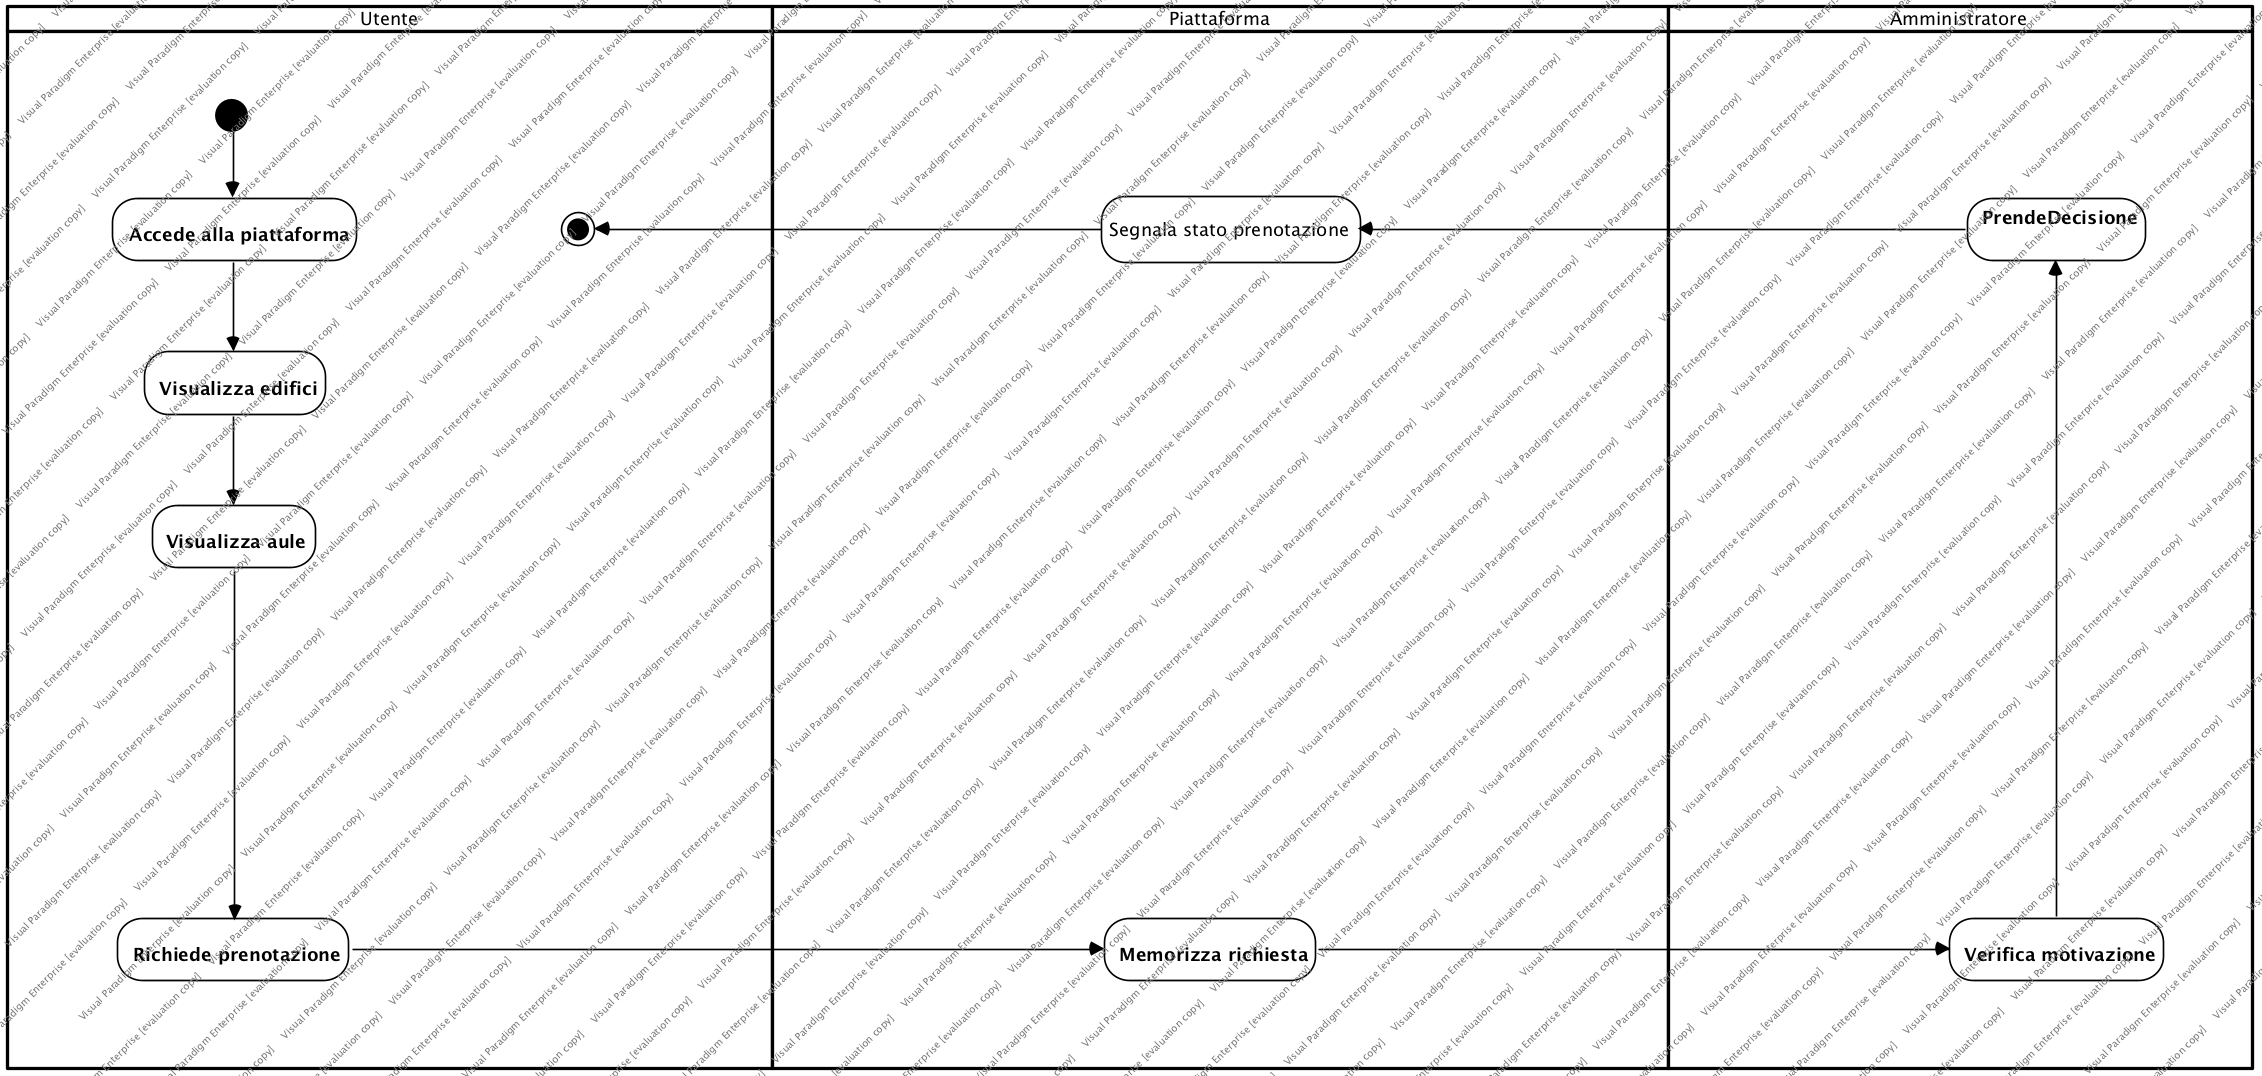 Utente
Piattaforma
Amministratore
Accede alla piattaforma
Segnala stato prenotazione
PrendeDecisione
Visualizza edifici
Visualizza aule
Richiede prenotazione
Memorizza richiesta
Verifica motivazione
Visual Paradigm Enterprise [evaluation copy]